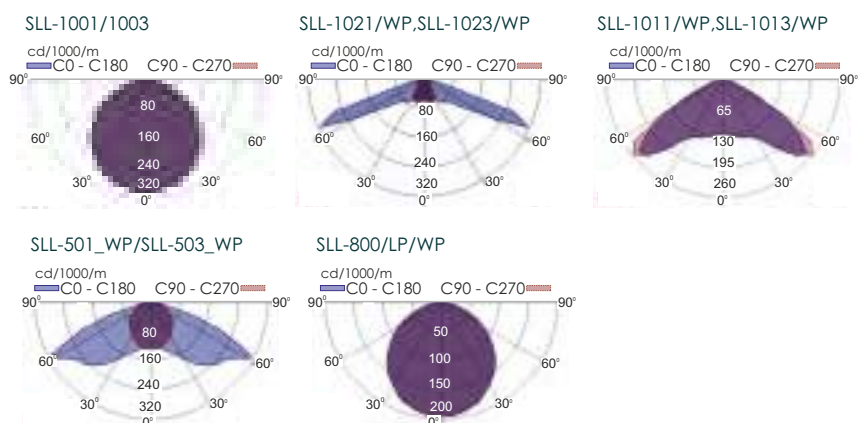 SLL-1001/1003
cd/1000/m
C0 - C180 C90 - C270
90° 90°
80
60° 160 60°
240
30° 320 30°
0°
SLL-1021/WP,SLL-1023/WP
cd/1000/m
C0 - C180 C90 - C270
90° 90°
80
60° 160 60°
240
30° 320 30°
0°
SLL-1011/WP,SLL-1013/WP
cd/1000/m
C0 - C180 C90 - C270
90° 90°
65
60° 130 60°
195
30° 260 30°
0°
SLL-501_WP/SLL-503_WP
cd/1000/m
C0 - C180 C90 - C270
90° 90°
80
60° 160 60°
240
30° 320 30°
0°
SLL-800/LP/WP
cd/1000/m
C0 - C180 C90 - C270
90° 90°
50
60° 100 60°
150
30° 200 30°
0°